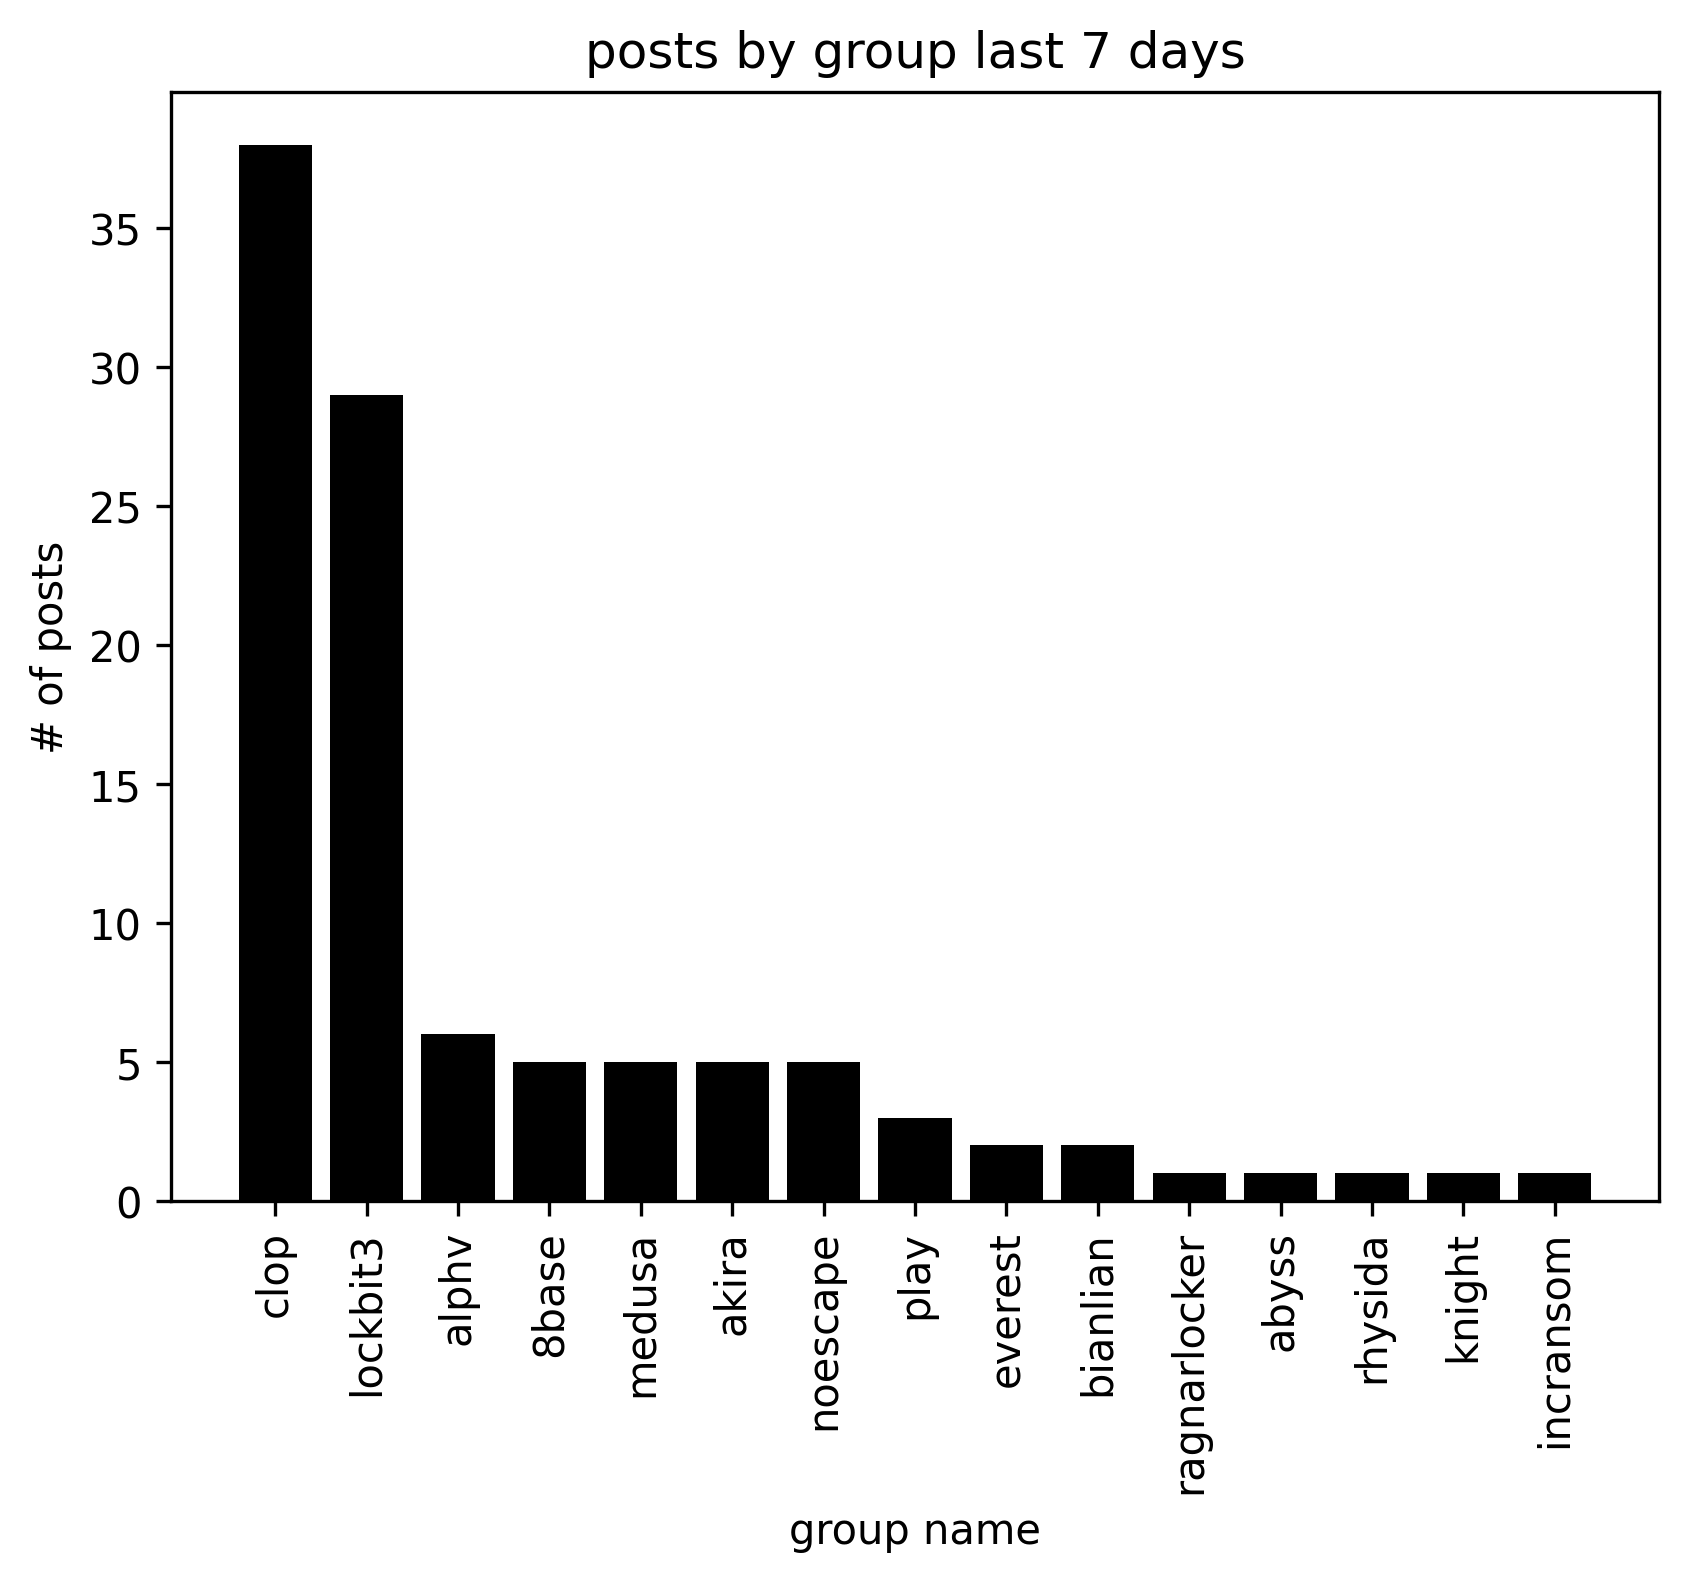 posts by group last 7 days
# of posts
35
30
25
20
15
10
5
0
clop
lockbit3
alphv
8base
medusa
akira
noescape
play
everest
bianlian
ragnarlocker
abyss
rhysida
knight
incransom
group name